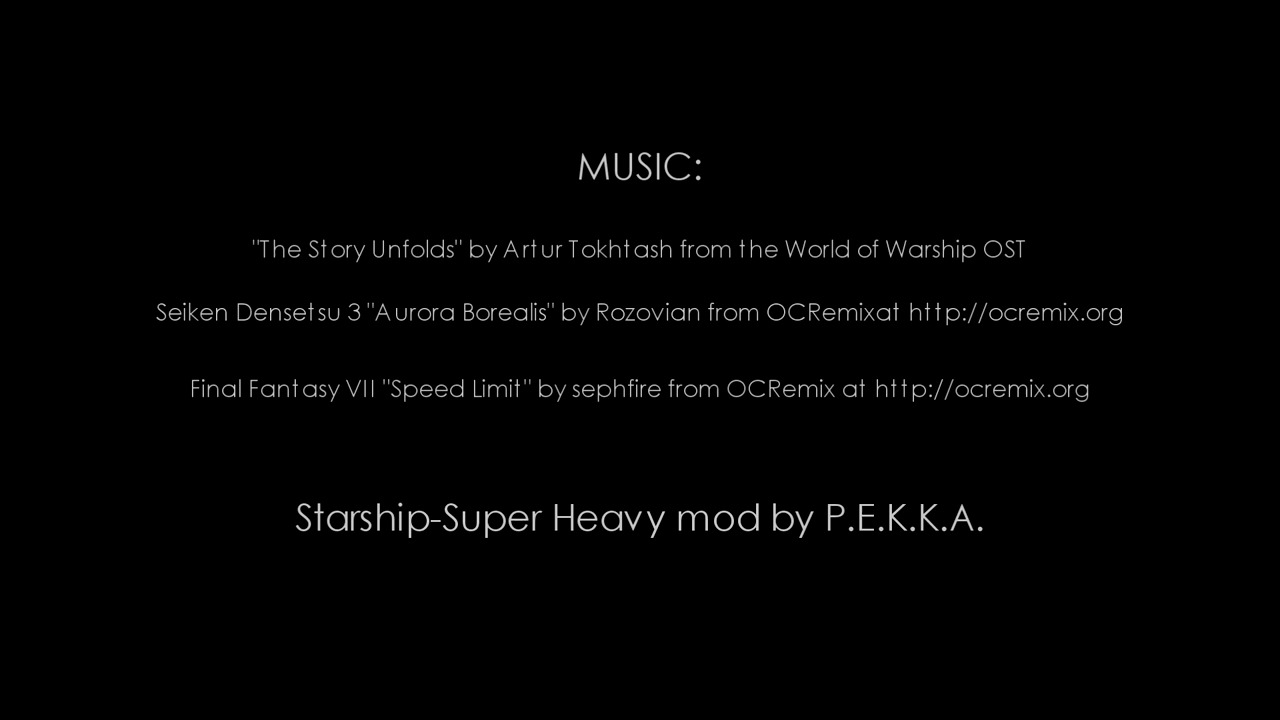 MUSIC:
"The Story Unfolds" by Artur Tokhtash from the World of Warship OST
Seiken Densetsu 3 "Aurora Borealis" by Rozovian from OCRemixat http://ocremix.org
Final Fantasy VII "Speed Limit" by sephfire from OCRemix at http://ocremix.org
Starship-Super Heavy mod by P.E.K.K.A.